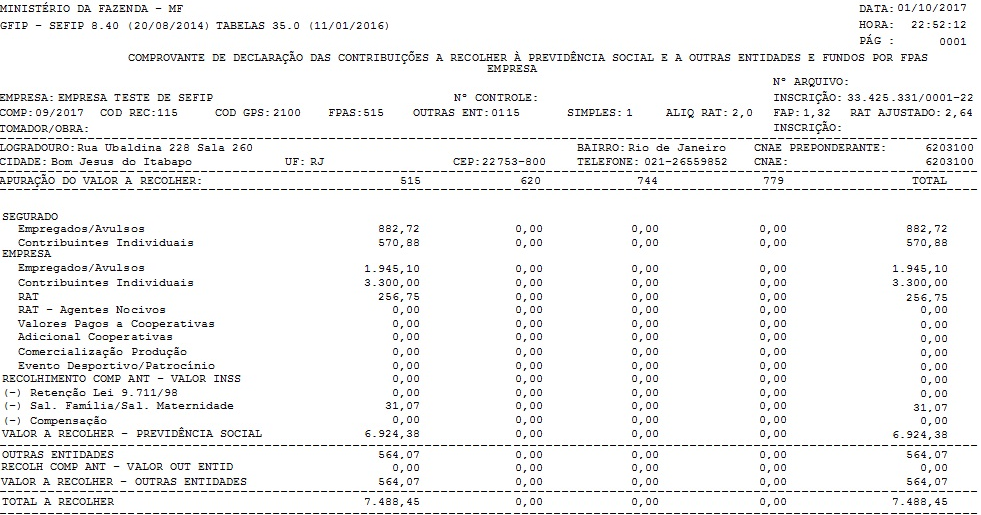 MINISTÉRIO DA FAZENDA - MF DATA: 01/10/2017
GFIP - SEFIP 8.40 (20/08/2014) TABELAS 35.0 (11/01/2016) HORA: 22:52:12
PÁG : 0001
COMPROVANTE DE DECLARAÇÃO DAS CONTRIBUIÇÕES A RECOLHER À PREVIDÊNCIA SOCIAL E A OUTRAS ENTIDADES E FUNDOS POR FPAS
EMPRESA
Nº ARQUIVO:
EMPRESA: EMPRESA TESTE DE SEFIP Nº CONTROLE: INSCRIÇÃO: 33.425.331/0001-22
COMP: 09/2017 COD REC:115 COD GPS: 2100 FPAS:515 OUTRAS ENT:0115 SIMPLES: 1 ALIQ RAT: 2,0 FAP: 1,32 RAT AJUSTADO: 2,64
TOMADOR/OBRA: INSCRIÇÃO:
LOGRADOURO: Rua Ubaldina 228 Sala 260 BAIRRO: Rio de Janeiro CNAE PREPONDERANTE: 6203100
CIDADE: Bom Jesus do Itabapo UF: RJ CEP: 22753-800 TELEFONE: 021-26559852 CNAE: 6203100
APURAÇÃO DO VALOR A RECOLHER: 515 620 744 779 TOTAL
SEGURADO
Empregados/Avulsos 882,72 0,00 0,00 0,00 882,72
Contribuintes Individuais 570,88 0,00 0,00 0,00 570,88
EMPRESA
Empregados/Avulsos 1.945,10 0,00 0,00 0,00 1.945,10
Contribuintes Individuais 3.300,00 0,00 0,00 0,00 3.300,00
RAT 256,75 0,00 0,00 0,00 256,75
RAT - Agentes Nocivos 0,00 0,00 0,00 0,00 0,00
Valores Pagos a Cooperativas 0,00 0,00 0,00 0,00 0,00
Adicional Cooperativas 0,00 0,00 0,00 0,00 0,00
Comercialização Produção 0,00 0,00 0,00 0,00 0,00
Evento Desportivo/Patrocínio 0,00 0,00 0,00 0,00 0,00
RECOLHIMENTO COMP ANT - VALOR INSS 0,00 0,00 0,00 0,00 0,00
(-) Retenção Lei 9.711/98 0,00 0,00 0,00 0,00 0,00
(-) Sal. Família/Sal. Maternidade 31,07 0,00 0,00 0,00 31,07
(-) Compensação 0,00 0,00 0,00 0,00 0,00
VALOR A RECOLHER - PREVIDÊNCIA SOCIAL 6.924,38 0,00 0,00 0,00 6.924,38
OUTRAS ENTIDADES 564,07 0,00 0,00 0,00 564,07
RECOLH COMP ANT - VALOR OUT ENTID 0,00 0,00 0,00 0,00 0,00
VALOR A RECOLHER - OUTRAS ENTIDADES 564,07 0,00 0,00 0,00 564,07
TOTAL A RECOLHER 7.488,45 0,00 0,00 0,00 7.488,45